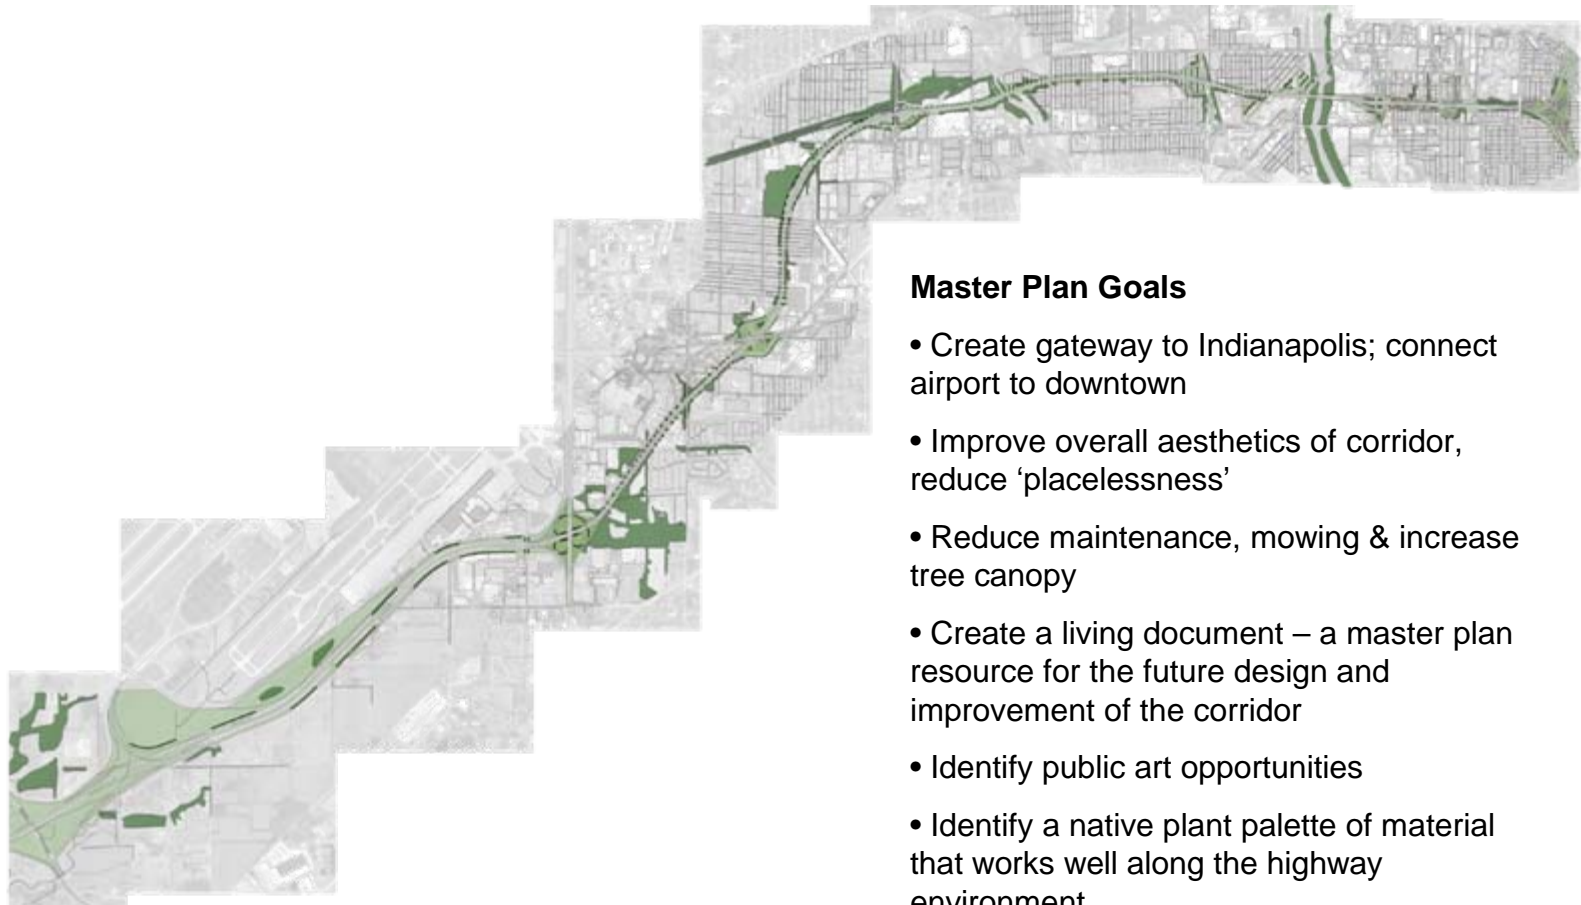 Master Plan Goals
• Create gateway to Indianapolis; connect
airport to downtown
• Improve overall aesthetics of corridor,
reduce ‘placelessness’
• Reduce maintenance, mowing & increase
tree canopy
• Create a living document – a master plan
resource for the future design and
improvement of the corridor
• Identify public art opportunities
• Identify a native plant palette of material
that works well along the highway
environment